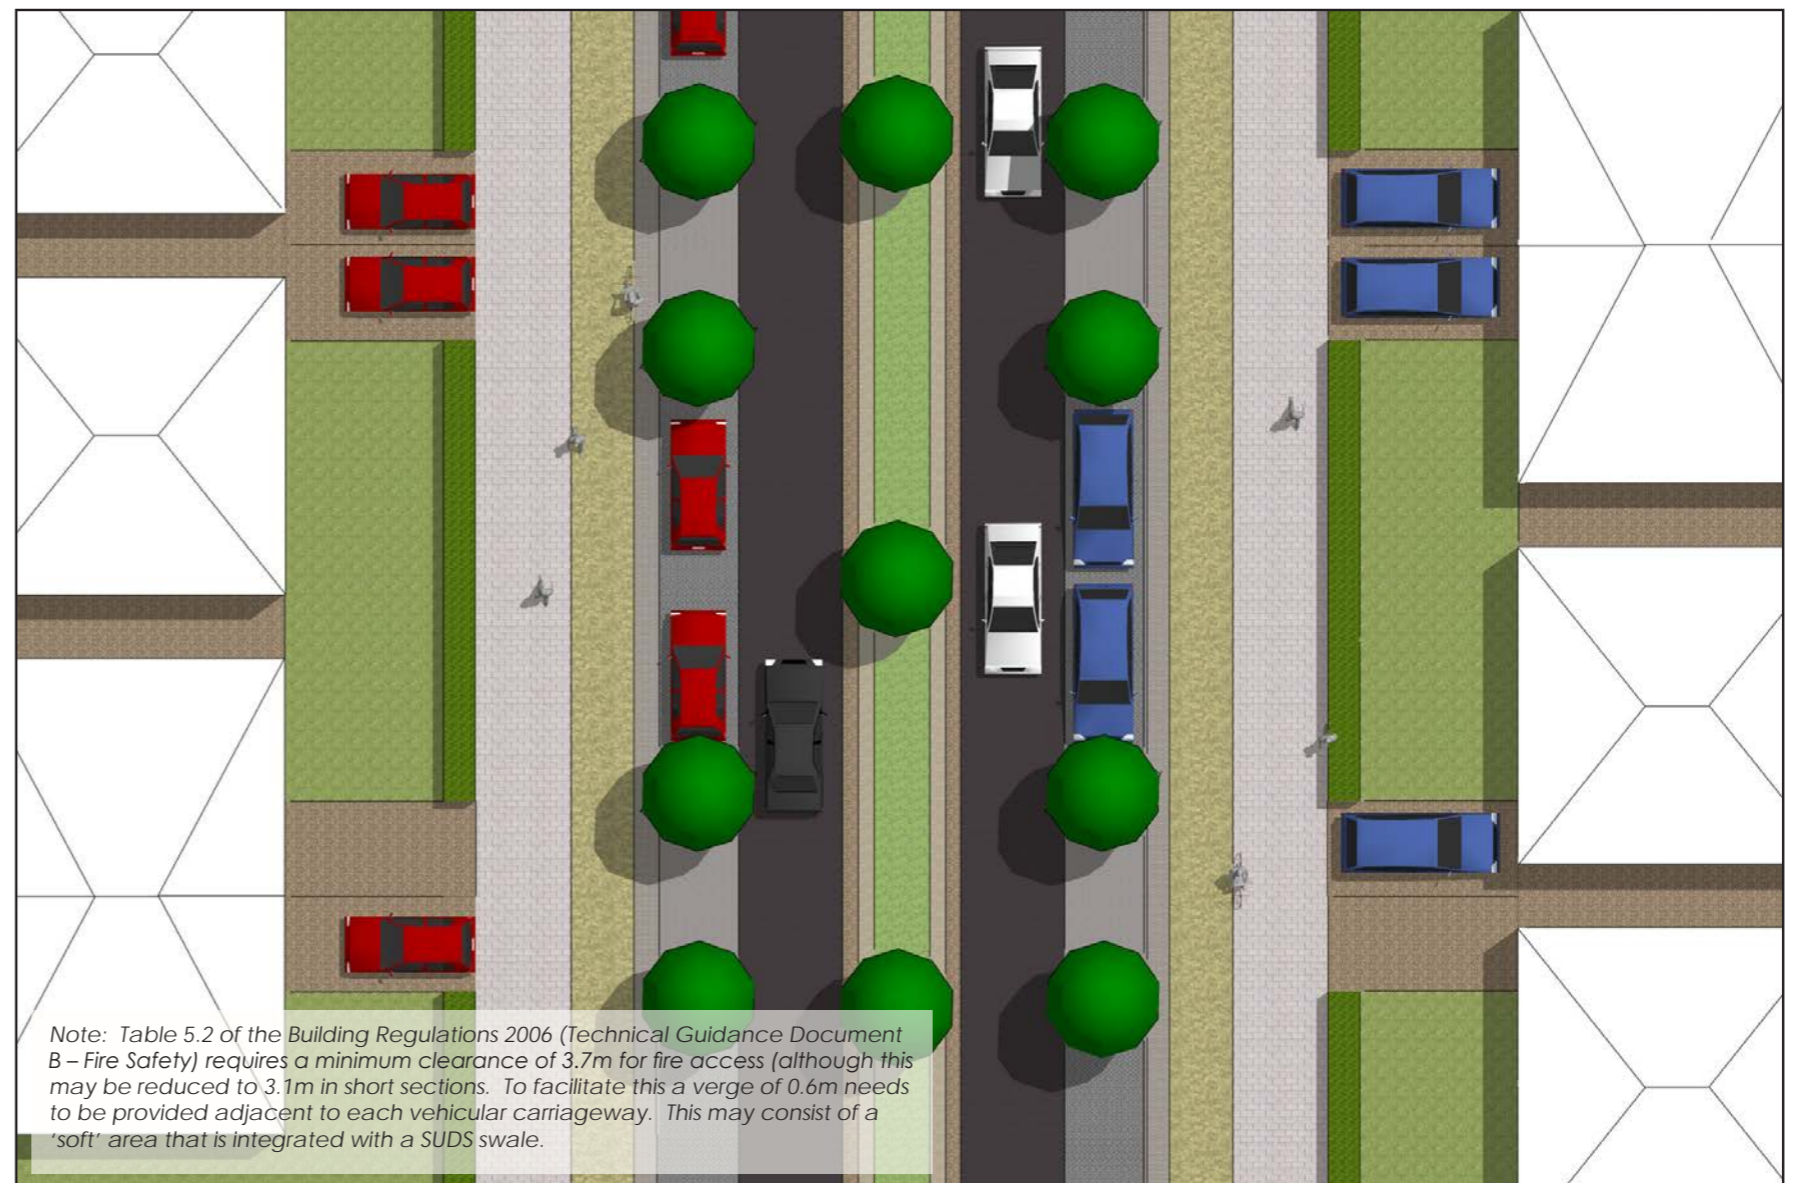 Note: Table 5.2 of the Building Regulations 2006 (Technical Guidance Document
B – Fire Safety) requires a minimum clearance of 3.7m for fire access (although this
may be reduced to 3.1m in short sections. To facilitate this a verge of 0.6m needs
to be provided adjacent to each vehicular carriageway. This may consist of a
‘soft’ area that is integrated with a SUDS swale.